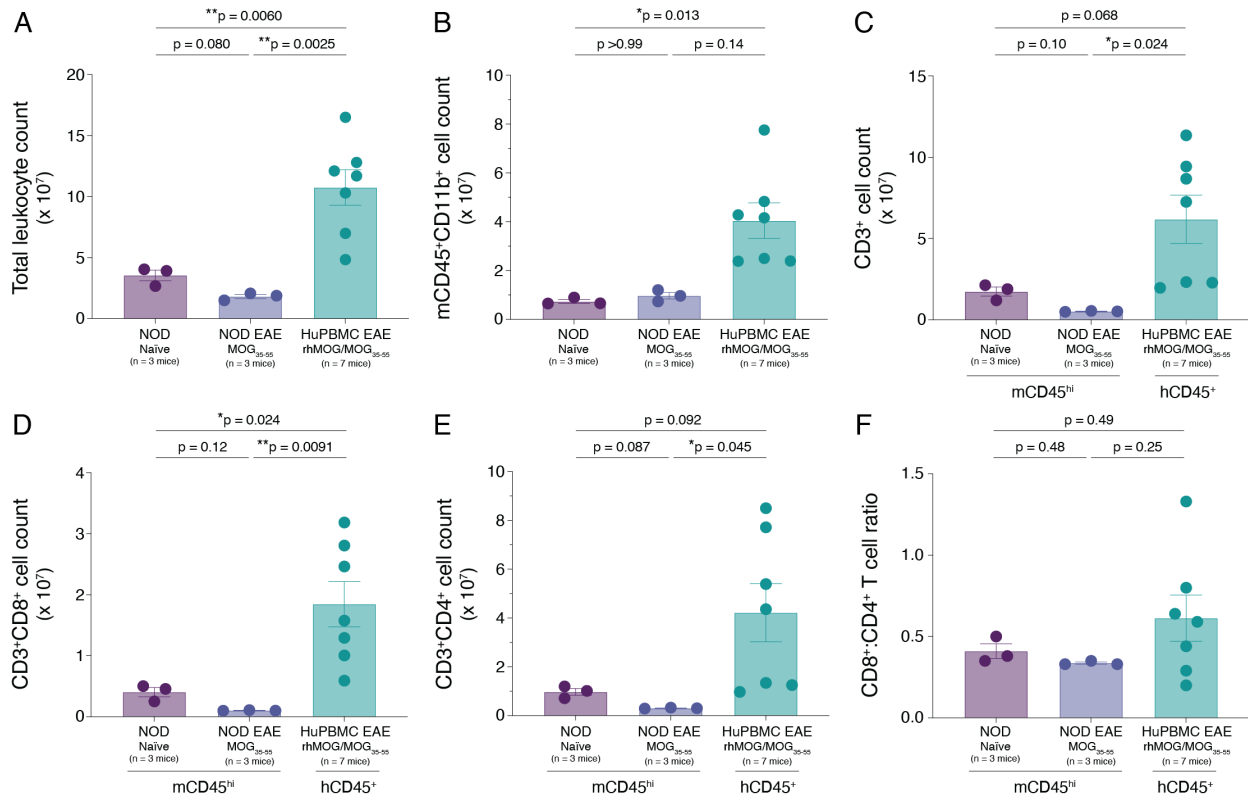 A
**p = 0.0060
p = 0.080
**p = 0.0025
Total leukocyte count
(x 10⁷)
20
15
10
5
0
NOD
Naïve
(n = 3 mice)
NOD EAE
MOG₃₅₋₅₅
(n = 3 mice)
HuPBMC EAE
rhMOG/MOG₃₅₋₅₅
(n = 7 mice)
B
*p = 0.013
p >0.99
p = 0.14
mCD45⁺CD11b⁺ cell count
(x 10⁷)
10
8
6
4
2
0
NOD
Naïve
(n = 3 mice)
NOD EAE
MOG₃₅₋₅₅
(n = 3 mice)
HuPBMC EAE
rhMOG/MOG₃₅₋₅₅
(n = 7 mice)
C
p = 0.068
p = 0.10
*p = 0.024
CD3⁺ cell count
(x 10⁷)
15
10
5
0
NOD
Naïve
(n = 3 mice)
NOD EAE
MOG₃₅₋₅₅
(n = 3 mice)
HuPBMC EAE
rhMOG/MOG₃₅₋₅₅
(n = 7 mice)
mCD45ʰⁱ
hCD45⁺
D
*p = 0.024
p = 0.12
**p = 0.0091
CD3⁺CD8⁺ cell count
(x 10⁷)
4
3
2
1
0
NOD
Naïve
(n = 3 mice)
NOD EAE
MOG₃₅₋₅₅
(n = 3 mice)
HuPBMC EAE
rhMOG/MOG₃₅₋₅₅
(n = 7 mice)
mCD45ʰⁱ
hCD45⁺
E
p = 0.092
p = 0.087
*p = 0.045
CD3⁺CD4⁺ cell count
(x 10⁷)
10
8
6
4
2
0
NOD
Naïve
(n = 3 mice)
NOD EAE
MOG₃₅₋₅₅
(n = 3 mice)
HuPBMC EAE
rhMOG/MOG₃₅₋₅₅
(n = 7 mice)
mCD45ʰⁱ
hCD45⁺
F
p = 0.49
p = 0.48
p = 0.25
CD8⁺:CD4⁺ T cell ratio
1.5
1.0
0.5
0.0
NOD
Naïve
(n = 3 mice)
NOD EAE
MOG₃₅₋₅₅
(n = 3 mice)
HuPBMC EAE
rhMOG/MOG₃₅₋₅₅
(n = 7 mice)
mCD45ʰⁱ
hCD45⁺